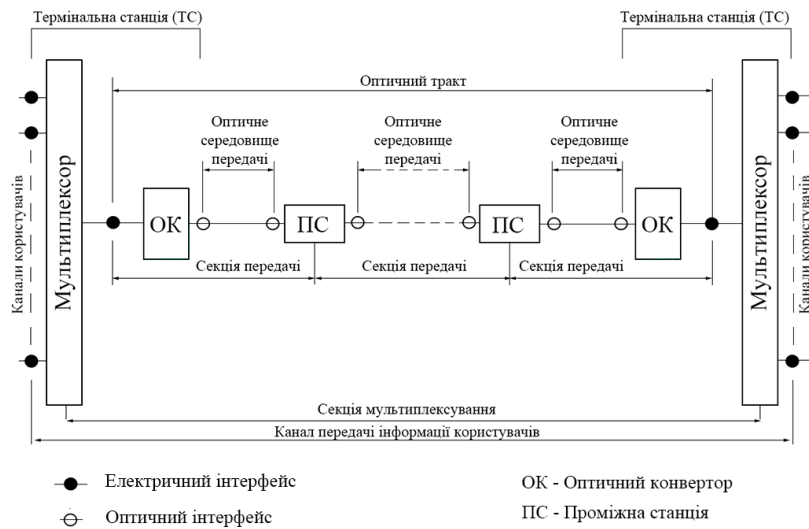 Термінальна станція (ТС)
Термінальна станція (ТС)
Оптичний тракт
Оптичне
середовище
передачі
Оптичне
середовище
передачі
Оптичне
середовище
передачі
Канали користувачів
Мультиплексор
ОК
ПС
ПС
ОК
Мультиплексор
Канали користувачів
Секція передачі
Секція передачі
Секція передачі
Секція мультиплексування
Канал передачі інформації користувачів
Електричний інтерфейс
ОК - Оптичний конвертор
Оптичний інтерфейс
ПС - Проміжна станція